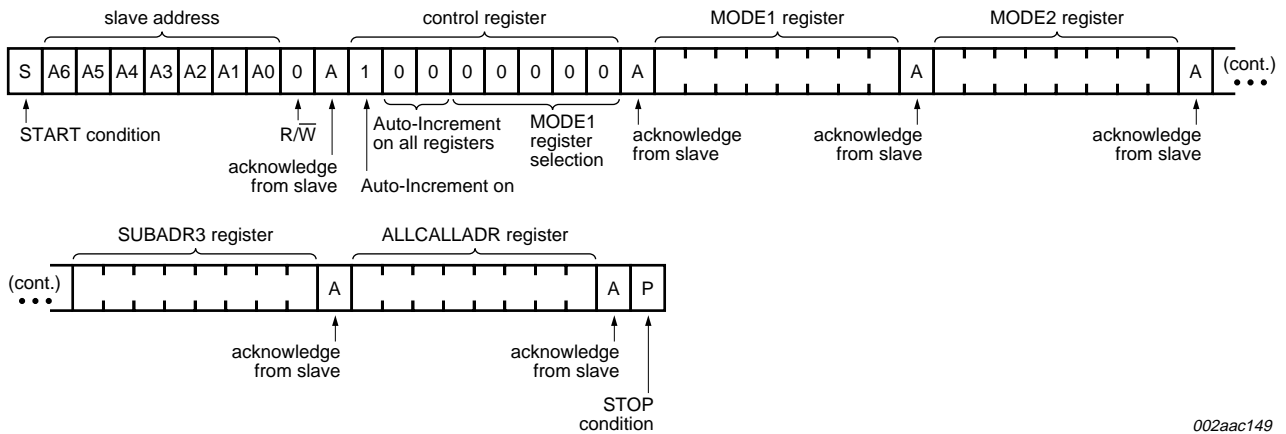 slave address control register MODE1 register MODE2 register
S A6 A5 A4 A3 A2 A1 A0 0 A 1 0 0 0 0 0 0 0 A A A (cont.)
START condition
R/W̅
acknowledge
from slave
Auto-Increment on
Auto-Increment
on all registers
MODE1
register
selection
acknowledge
from slave
acknowledge
from slave
acknowledge
from slave
SUBADR3 register ALLCALLADR register
(cont.) A A P
acknowledge
from slave
acknowledge
from slave
STOP
condition
002aac149